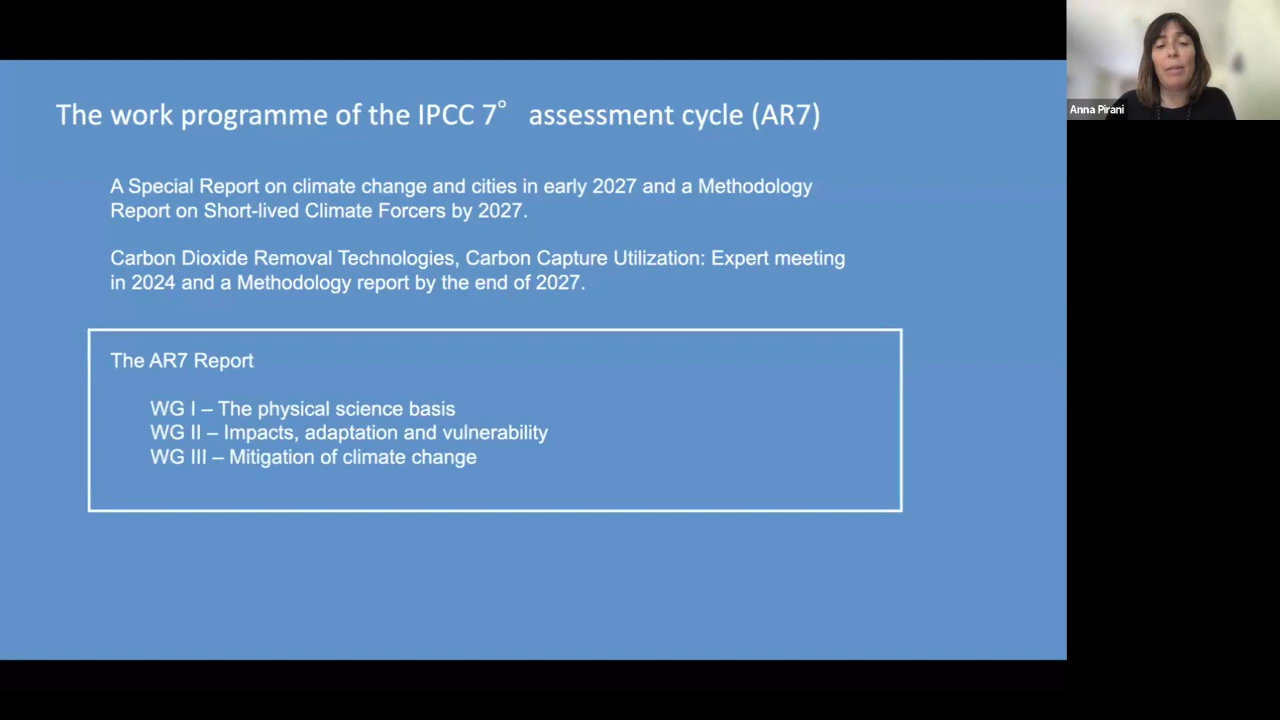 The work programme of the IPCC 7° assessment cycle (AR7)
A Special Report on climate change and cities in early 2027 and a Methodology
Report on Short-lived Climate Forcers by 2027.
Carbon Dioxide Removal Technologies, Carbon Capture Utilization: Expert meeting
in 2024 and a Methodology report by the end of 2027.
The AR7 Report
WG I – The physical science basis
WG II – Impacts, adaptation and vulnerability
WG III – Mitigation of climate change
Anna Pirani